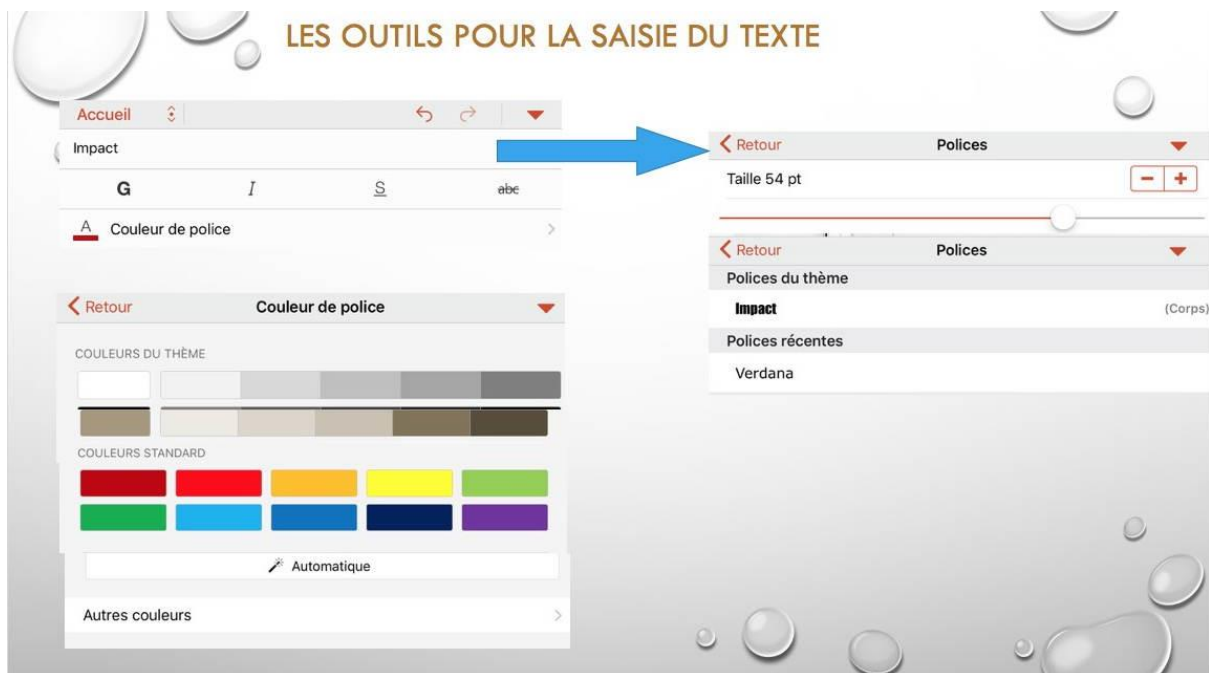 LES OUTILS POUR LA SAISIE DU TEXTE
Accueil
Impact
G I S abc
A Couleur de police
Retour Couleur de police
COULEURS DU THÈME
COULEURS STANDARD
Automatique
Autres couleurs
Retour Polices
Taille 54 pt
Retour Polices
Polices du thème
Impact (Corps)
Polices récentes
Verdana